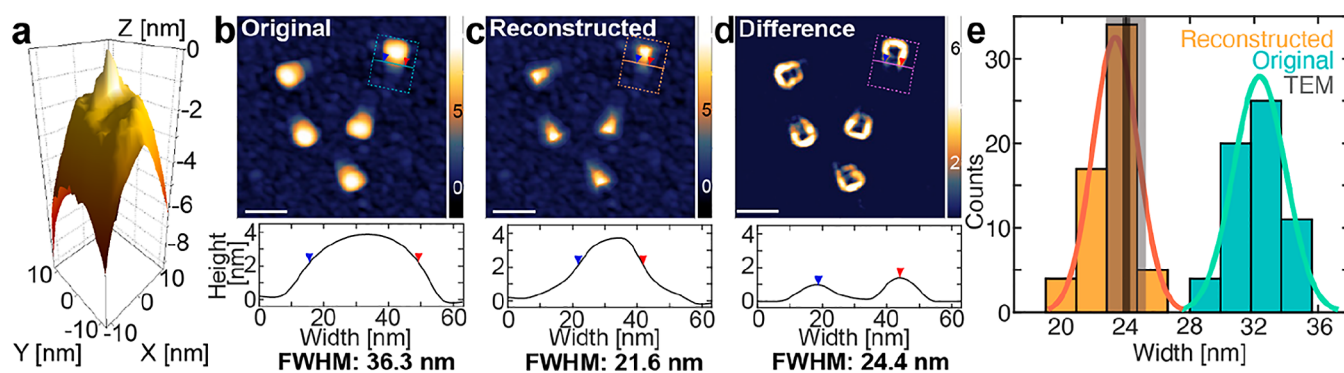 a
Z [nm]
0
-2
-4
-6
-8
10
0
-10
-10
0
10
Y [nm]
X [nm]
b
Original
5
0
Height
[nm]
4
2
0
0 20 40 60
Width [nm]
FWHM: 36.3 nm
c
Reconstructed
5
0
4
2
0
0 20 40 60
Width [nm]
FWHM: 21.6 nm
d
Difference
6
2
4
2
0
0 20 40 60
Width [nm]
FWHM: 24.4 nm
e
Reconstructed
Original
TEM
Counts
30
20
10
0
20 24 28 32 36
Width [nm]